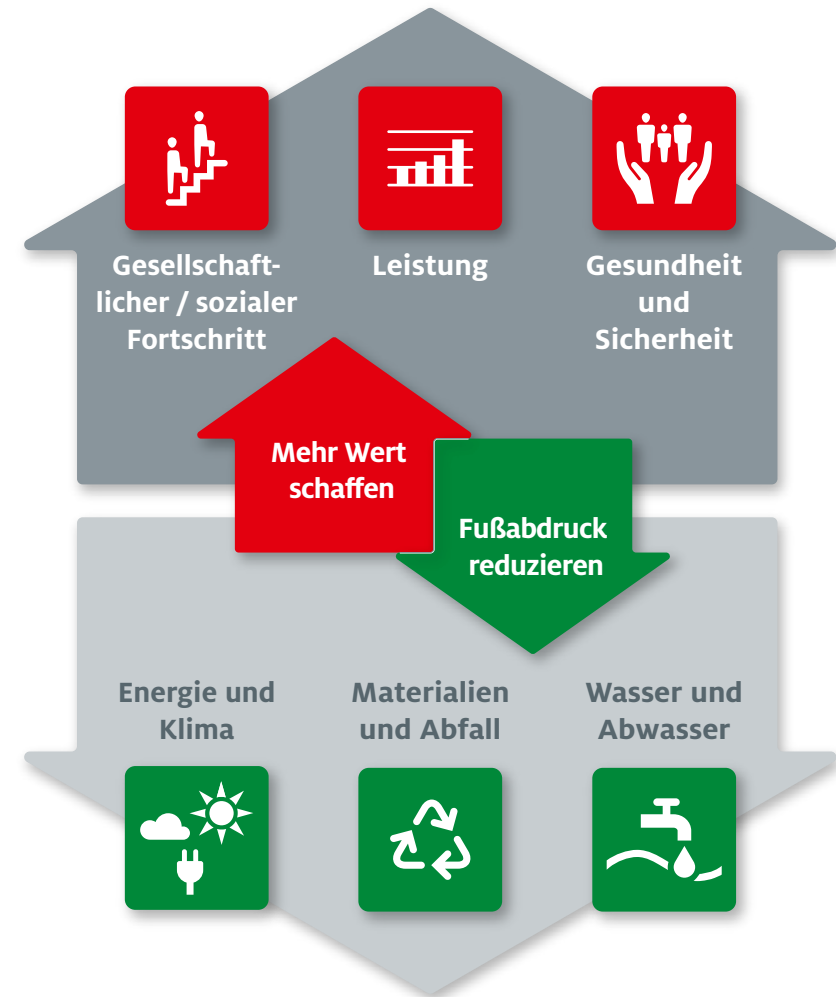 Gesellschaft-
licher / sozialer
Fortschritt
Leistung
Gesundheit
und
Sicherheit
Mehr Wert
schaffen
Fußabdruck
reduzieren
Energie und
Klima
Materialien
und Abfall
Wasser und
Abwasser